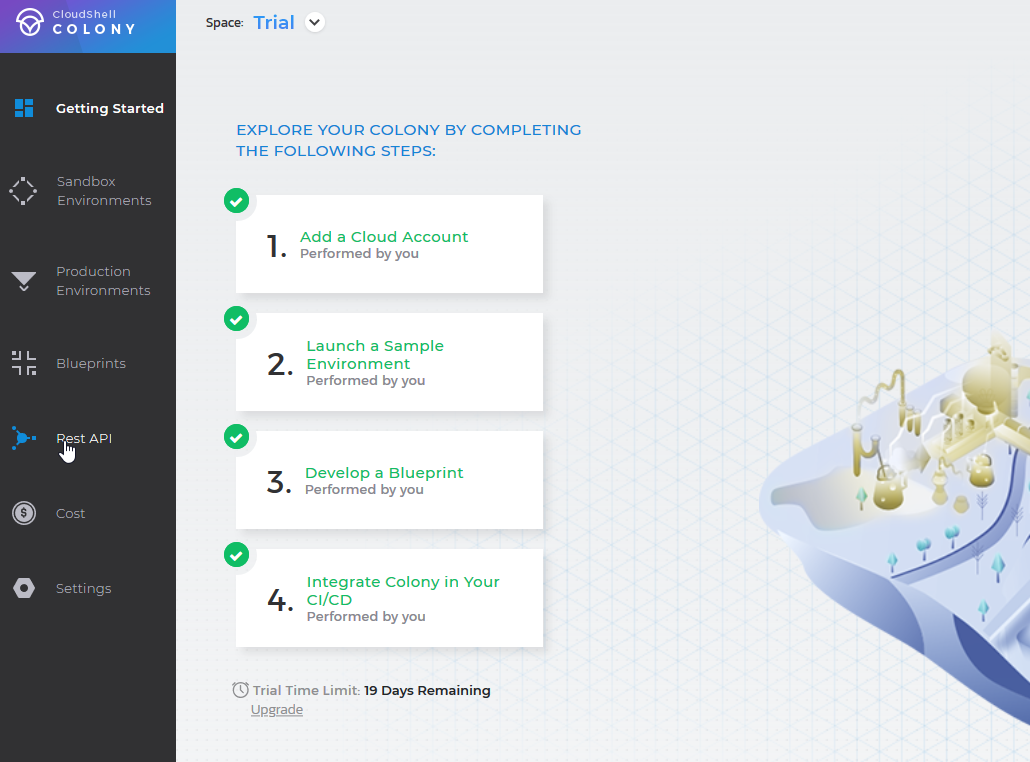 CloudShell
COLONY
Space: Trial
Getting Started
Sandbox
Environments
Production
Environments
Blueprints
Rest API
Cost
Settings
EXPLORE YOUR COLONY BY COMPLETING
THE FOLLOWING STEPS:
1. Add a Cloud Account
Performed by you
2. Launch a Sample
Environment
Performed by you
3. Develop a Blueprint
Performed by you
4. Integrate Colony in Your
CI/CD
Performed by you
Trial Time Limit: 19 Days Remaining
Upgrade